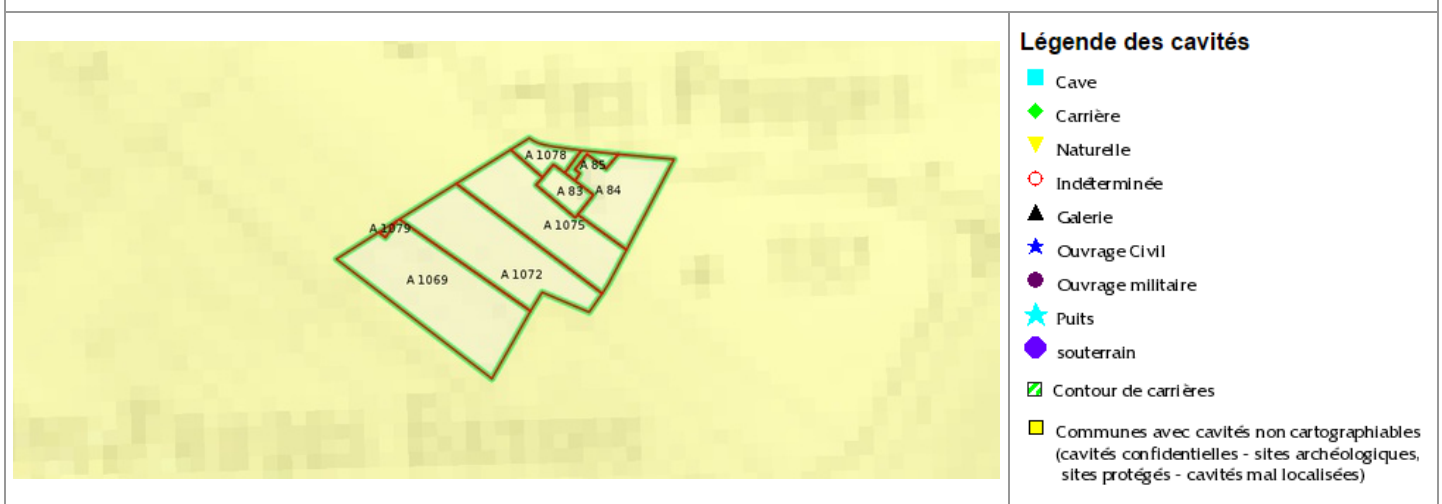 A 1078
A 85
A 83
A 84
A 1079
A 1075
A 1072
A 1069
Légende des cavités
Cave
Carrière
Naturelle
Indéterminée
Galerie
Ouvrage Civil
Ouvrage militaire
Puits
souterrain
Contour de carrières
Communes avec cavités non cartographiables
(cavités confidentielles - sites archéologiques,
sites protégés - cavités mal localisées)